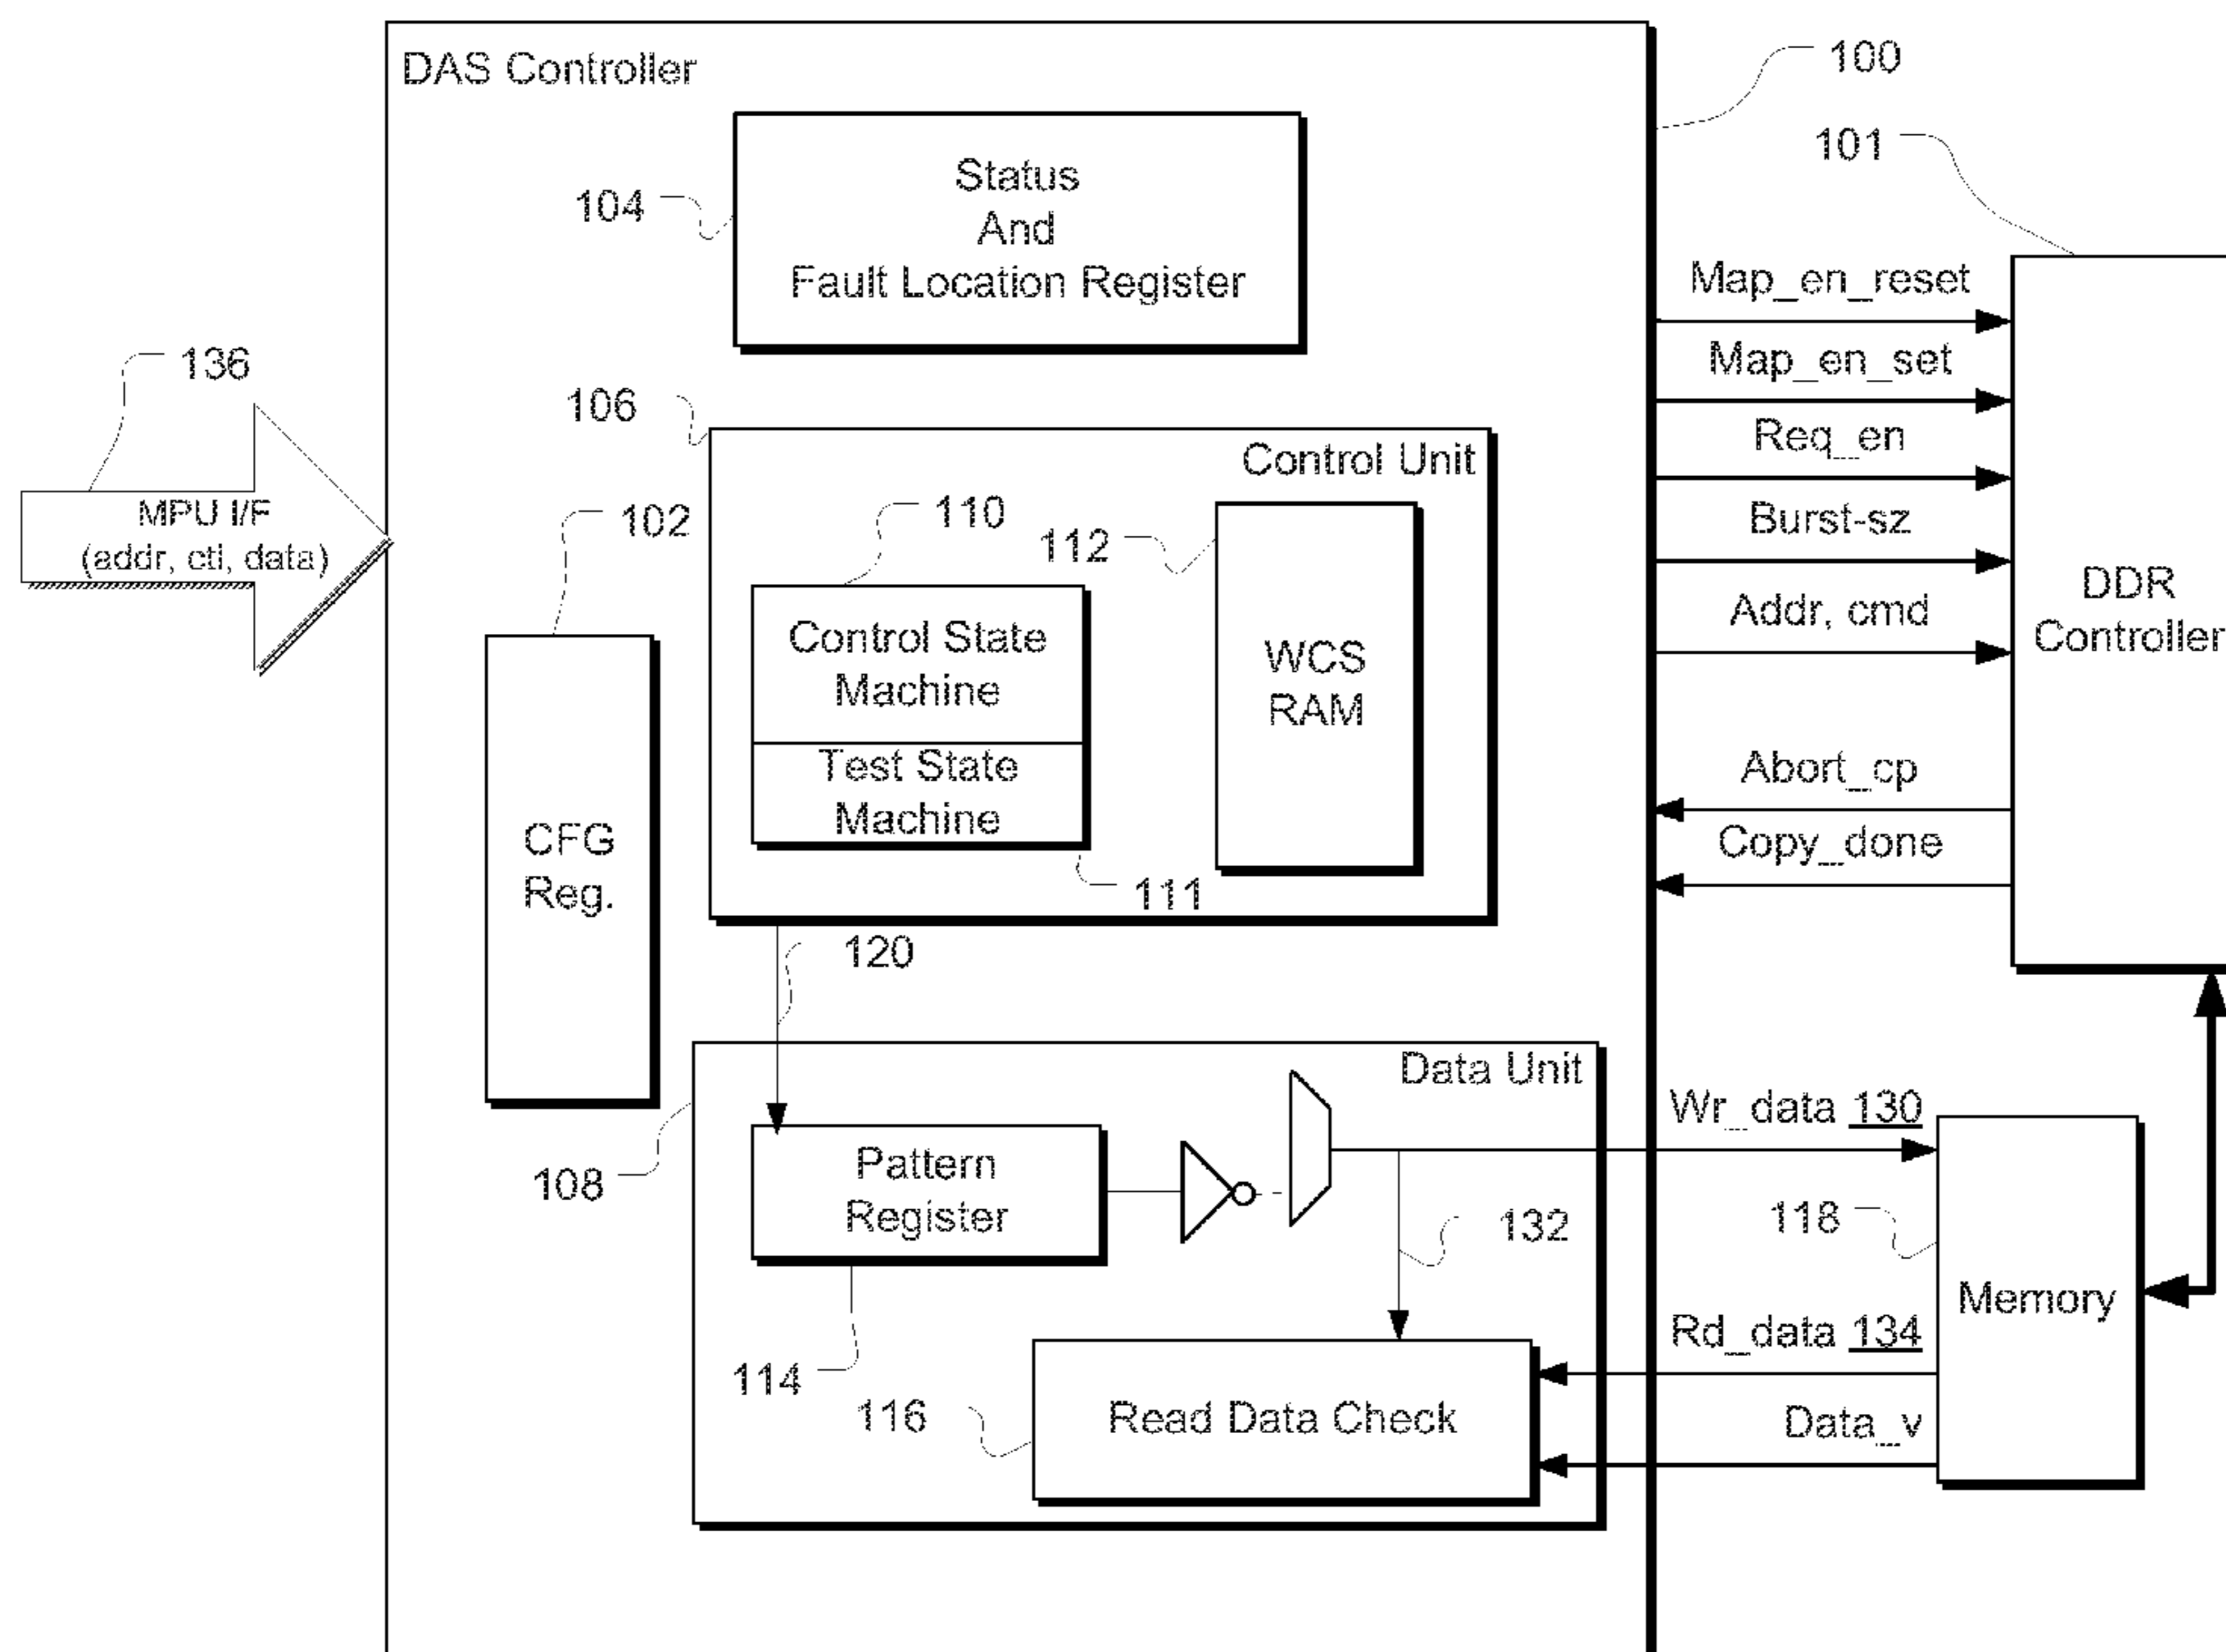 DAS Controller
100
101
Status
And
Fault Location Register
104
Map_en_reset
Map_en_set
Req_en
Burst-sz
Addr, cmd
DDR
Controller
Abort_cp
Copy_done
136
MPU I/F
(addr, ctl, data)
106
Control Unit
102
110
112
Control State
Machine
Test State
Machine
WCS
RAM
111
CFG
Reg.
120
Data Unit
108
Pattern
Register
132
114
116
Read Data Check
Wr_data 130
118
Memory
Rd_data 134
Data_v